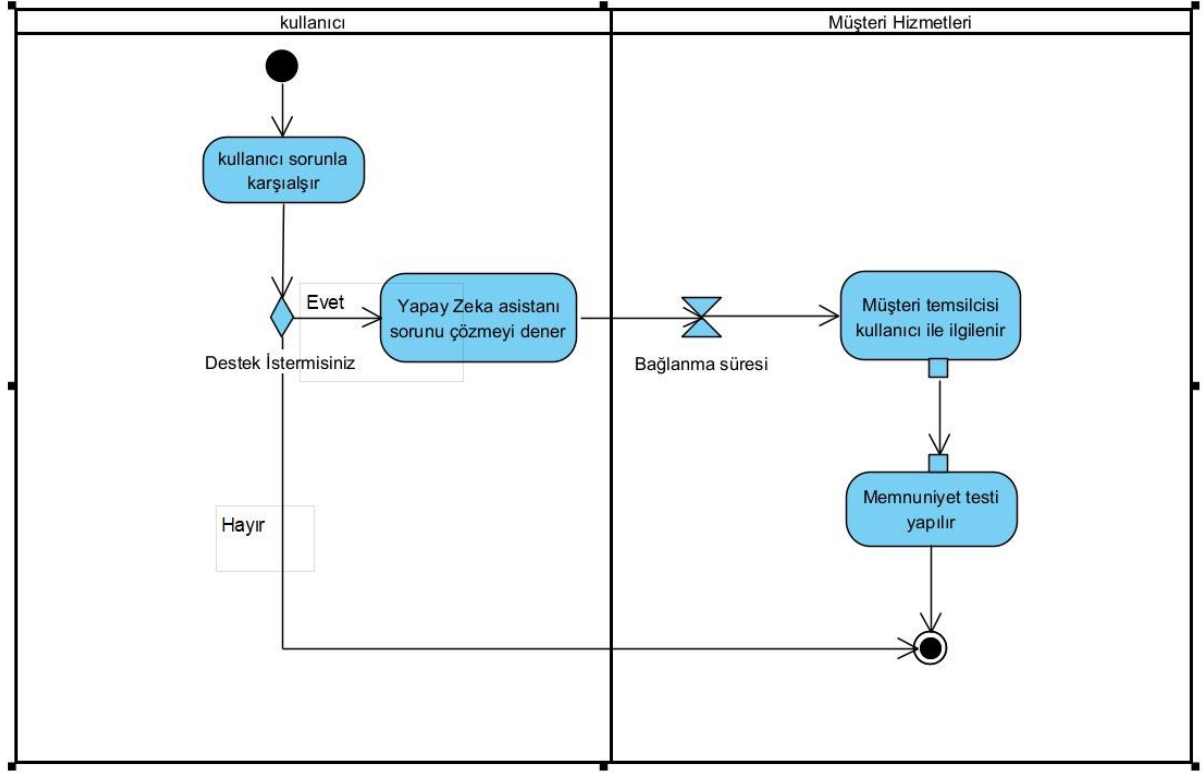 kullanıcı
Müşteri Hizmetleri
kullanıcı sorunla
karşıalşır
Evet
Yapay Zeka asistanı
sorunu çözmeyi dener
Destek İstermisiniz
Bağlanma süresi
Müşteri temsilcisi
kullanıcı ile ilgilenir
Hayır
Memnuniyet testi
yapılır